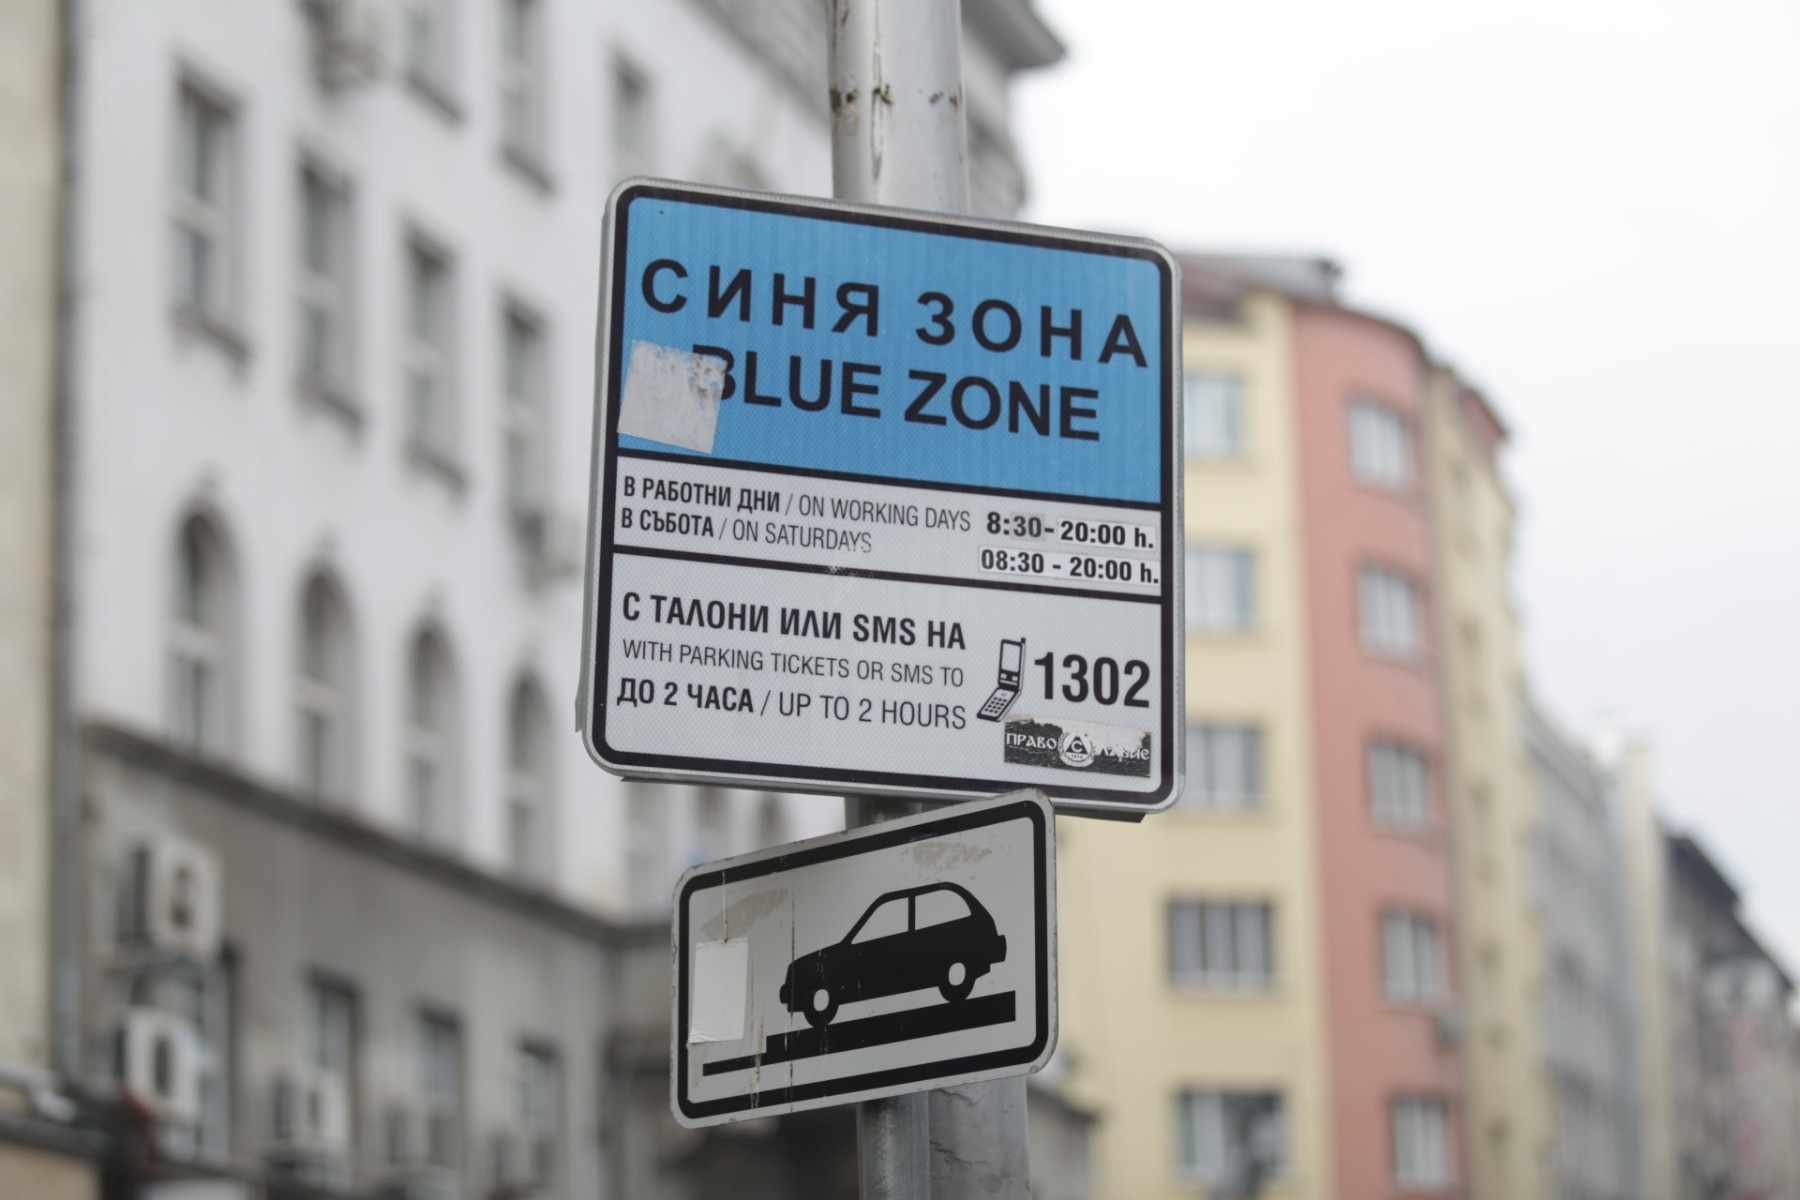 СИНЯ ЗОНА
BLUE ZONE
В РАБОТНИ ДНИ / ON WORKING DAYS 8:30- 20:00 h.
В СЪБОТА / ON SATURDAYS 08:30 - 20:00 h.
С ТАЛОНИ ИЛИ SMS НА
WITH PARKING TICKETS OR SMS TO 1302
ДО 2 ЧАСА / UP TO 2 HOURS
ПРАВО С